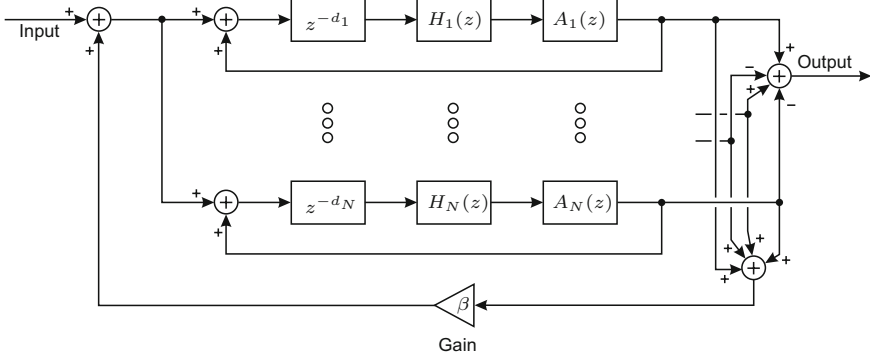 Input
z^{-d_1}
H_1(z)
A_1(z)
Output
z^{-d_N}
H_N(z)
A_N(z)
β
Gain